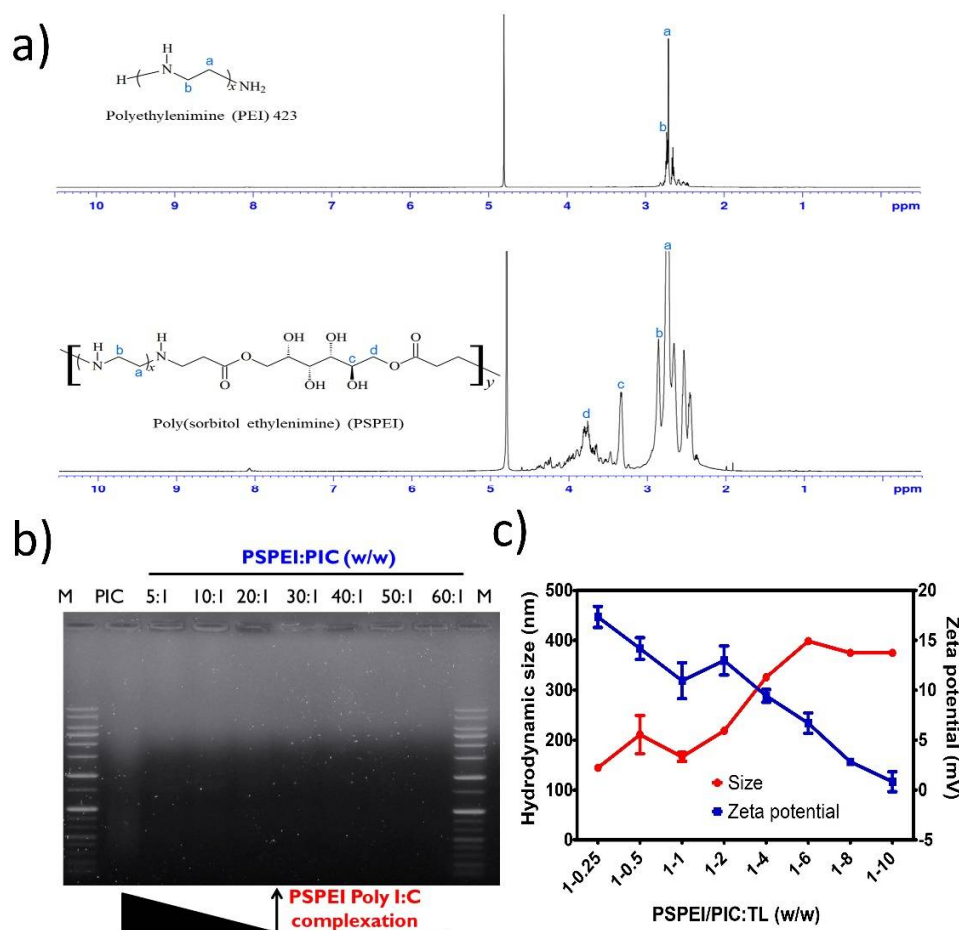 a)
H
N
H
a
b
x
NH2
Polyethylenimine (PEI) 423
a
b
10 9 8 7 6 5 4 3 2 1 ppm
H
N
b
a
x
H
N
O
O
OH
OH
OH
OH
c
d
O
O
y
Poly(sorbitol ethylenimine) (PSPEI)
a
b
c
d
10 9 8 7 6 5 4 3 2 1 ppm
b)
PSPEI:PIC (w/w)
M PIC 5:1 10:1 20:1 30:1 40:1 50:1 60:1 M
PSPEI Poly I:C
complexation
c)
Hydrodynamic size (nm)
500
400
300
200
100
0
Zeta potential (mV)
20
15
10
5
0
-5
Size
Zeta potential
1-0.25 1-0.5 1-1 1-2 1-4 1-6 1-8 1-10
PSPEI/PIC:TL (w/w)